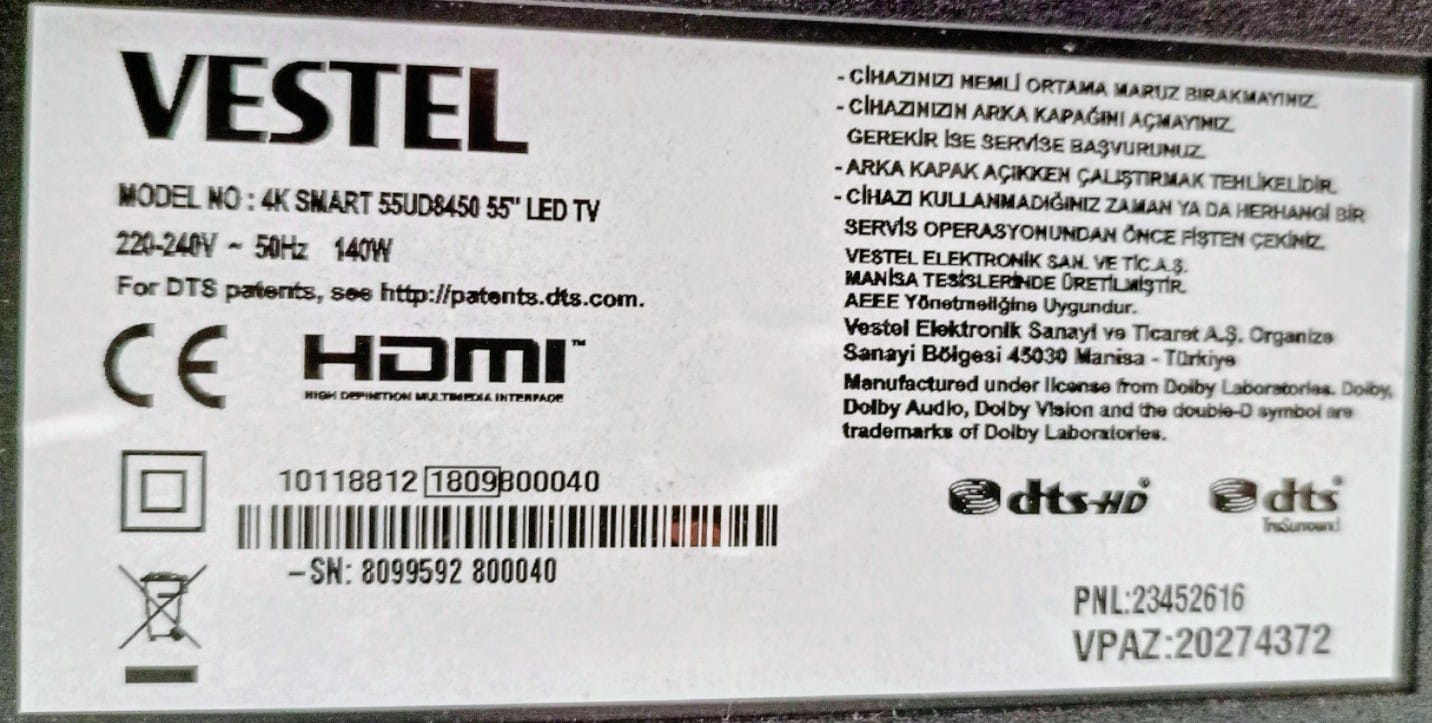 VESTEL
MODEL NO : 4K SMART 55UD8450 55" LED TV
220-240V ~ 50Hz 140W
For DTS patents, see http://patents.dts.com.
CE
HDMI™
HIGH DEFINITION MULTIMEDIA INTERFACE
10118812 1809800040
-SN: 8099592 800040
- CİHAZINIZI NEMLİ ORTAMA MARUZ BIRAKMAYINIZ.
- CİHAZINIZIN ARKA KAPAĞINI AÇMAYINIZ.
GEREKİR İSE SERVİSE BAŞVURUNUZ.
- ARKA KAPAK AÇIKKEN ÇALIŞTIRMAK TEHLİKELİDİR.
- CİHAZI KULLANMADIĞINIZ ZAMAN YA DA HERHANGİ BİR
SERVİS OPERASYONUNDAN ÖNCE FİŞTEN ÇEKİNİZ.
VESTEL ELEKTRONİK SAN. VE TİC.A.Ş.
MANİSA TESİSLERİNDE ÜRETİLMİŞTİR.
AEEE Yönetmeliğine Uygundur.
Vestel Elektronik Sanayi ve Ticaret A.Ş. Organize
Sanayi Bölgesi 45030 Manisa - Türkiye
Manufactured under license from Dolby Laboratories. Dolby,
Dolby Audio, Dolby Vision and the double-D symbol are
trademarks of Dolby Laboratories.
dts-HD®
dts®
TruSurround
PNL:23452616
VPAZ:20274372